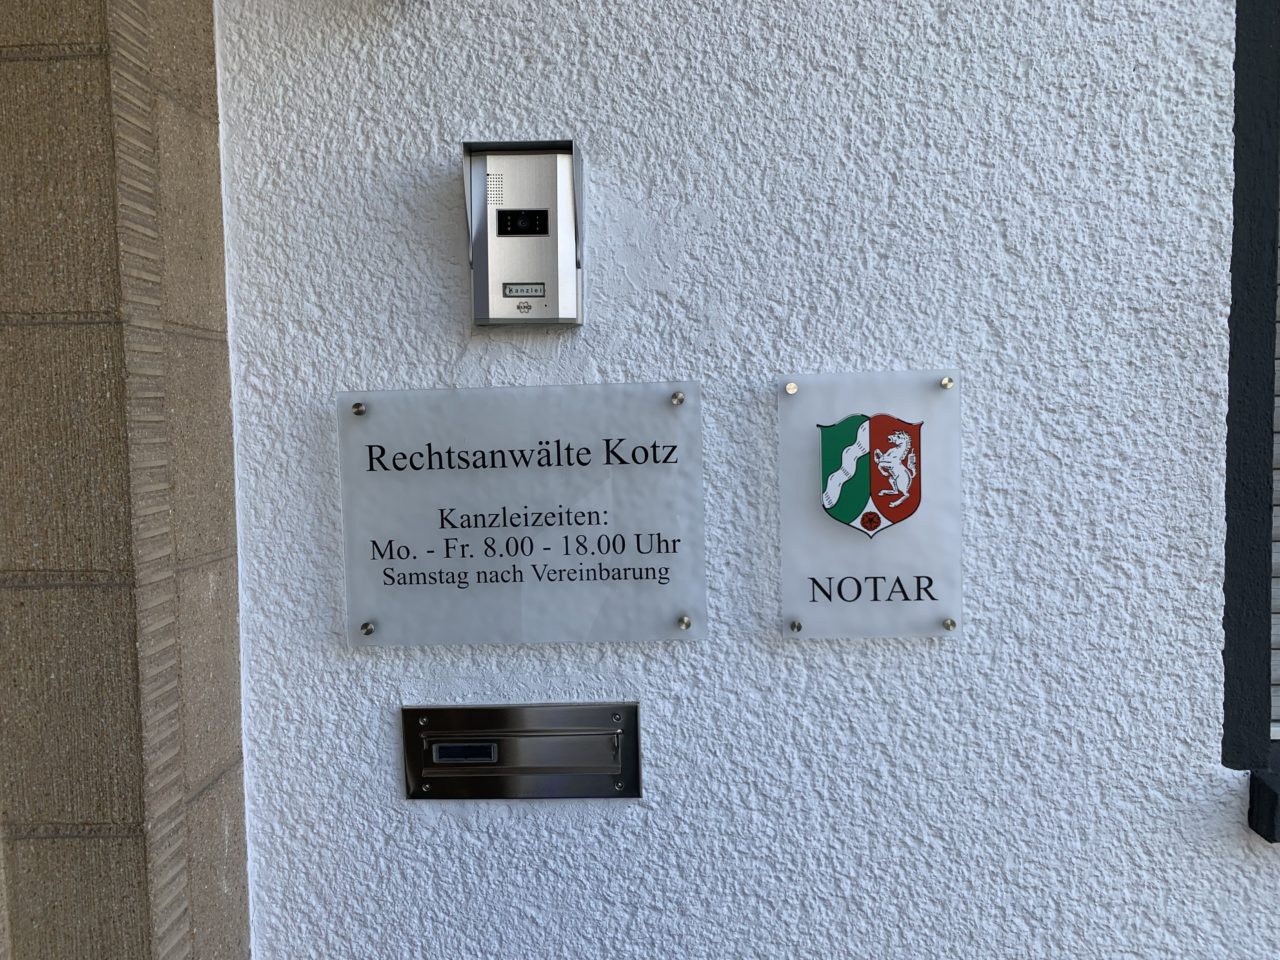 Kanzlei
Rechtsanwälte Kotz
Kanzleizeiten:
Mo. - Fr. 8.00 - 18.00 Uhr
Samstag nach Vereinbarung
NOTAR